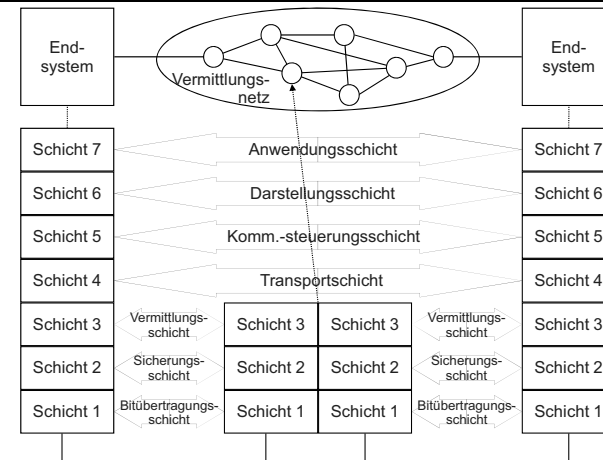 End-
system
Vermittlungs-
netz
End-
system
Schicht 7
Anwendungsschicht
Schicht 7
Schicht 6
Darstellungsschicht
Schicht 6
Schicht 5
Komm.-steuerungsschicht
Schicht 5
Schicht 4
Transportschicht
Schicht 4
Schicht 3
Vermittlungs-
schicht
Schicht 3
Schicht 3
Vermittlungs-
schicht
Schicht 3
Schicht 2
Sicherungs-
schicht
Schicht 2
Schicht 2
Sicherungs-
schicht
Schicht 2
Schicht 1
Bitübertragungs-
schicht
Schicht 1
Schicht 1
Bitübertragungs-
schicht
Schicht 1